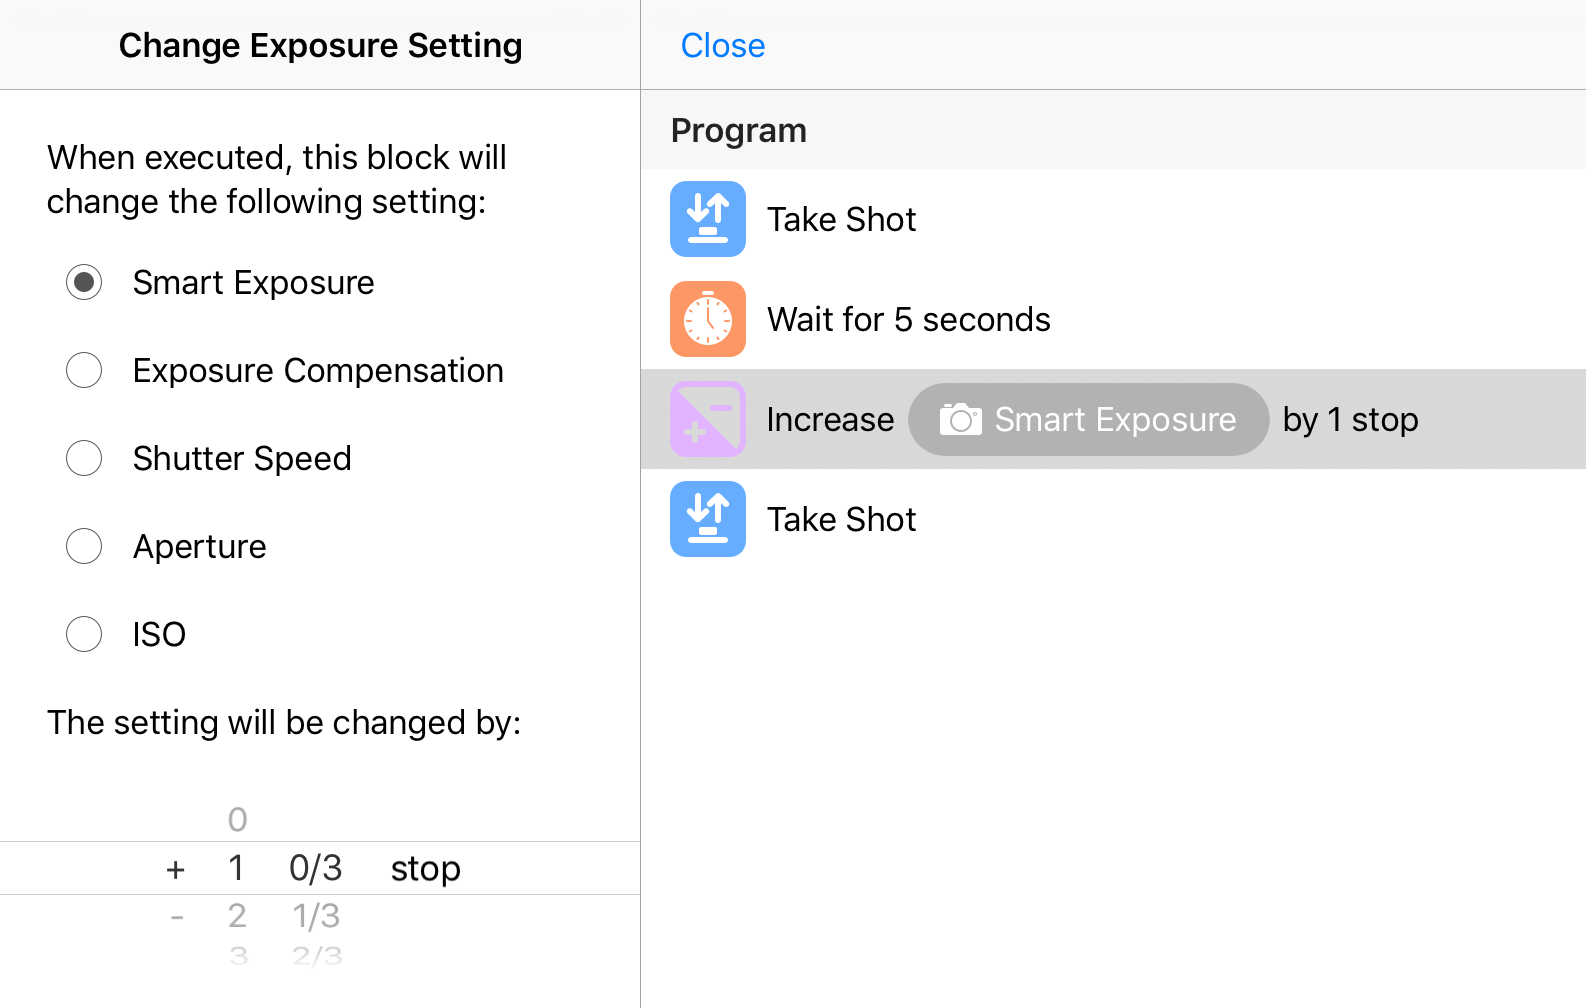 Change Exposure Setting
When executed, this block will
change the following setting:
Smart Exposure
Exposure Compensation
Shutter Speed
Aperture
ISO
The setting will be changed by:
0
+ 1 0/3 stop
- 2 1/3
3 2/3
Close
Program
Take Shot
Wait for 5 seconds
Increase Smart Exposure by 1 stop
Take Shot